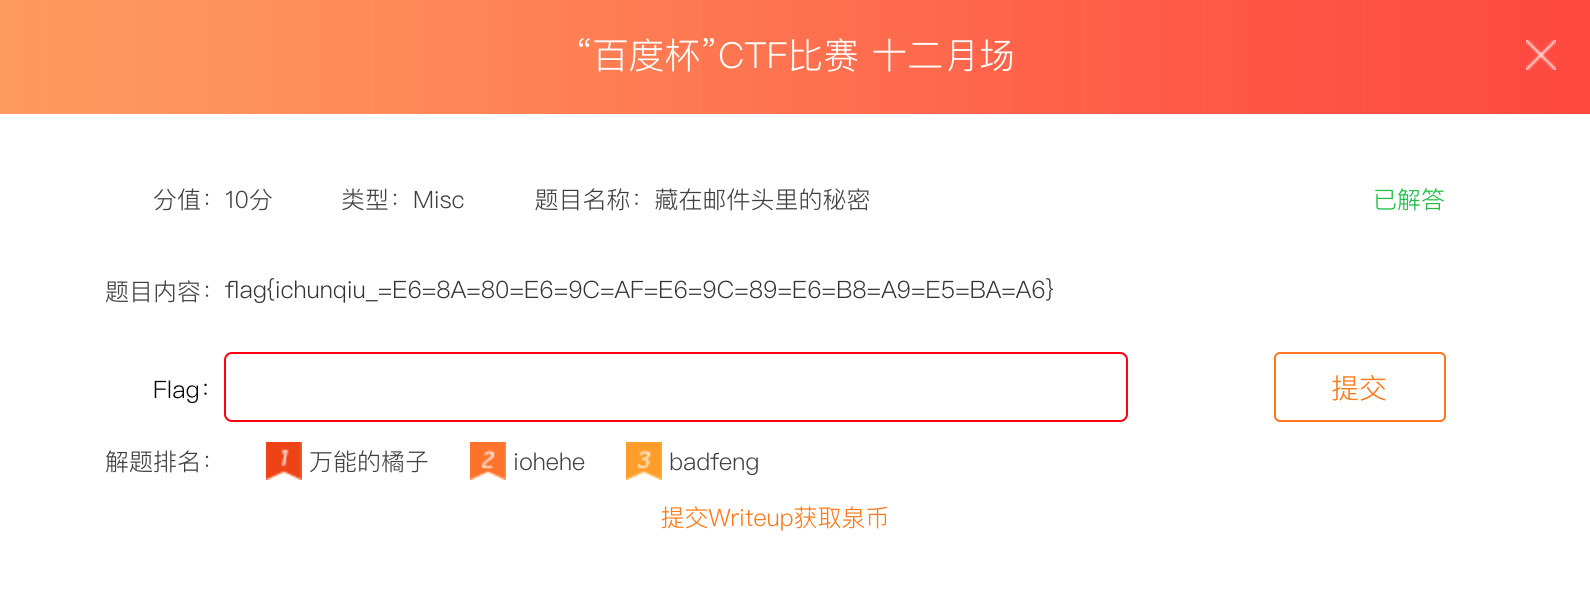 “百度杯”CTF比赛 十二月场
分值：10分 类型：Misc 题目名称：藏在邮件头里的秘密 已解答
题目内容：flag{ichunqiu_=E6=8A=80=E6=9C=AF=E6=9C=89=E6=B8=A9=E5=BA=A6}
Flag： 提交
解题排名： 1 万能的橘子 2 iohehe 3 badfeng
提交Writeup获取泉币